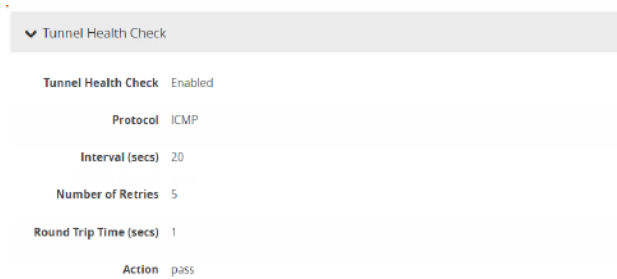 Tunnel Health Check
Tunnel Health Check Enabled
Protocol ICMP
Interval (secs) 20
Number of Retries 5
Round Trip Time (secs) 1
Action pass